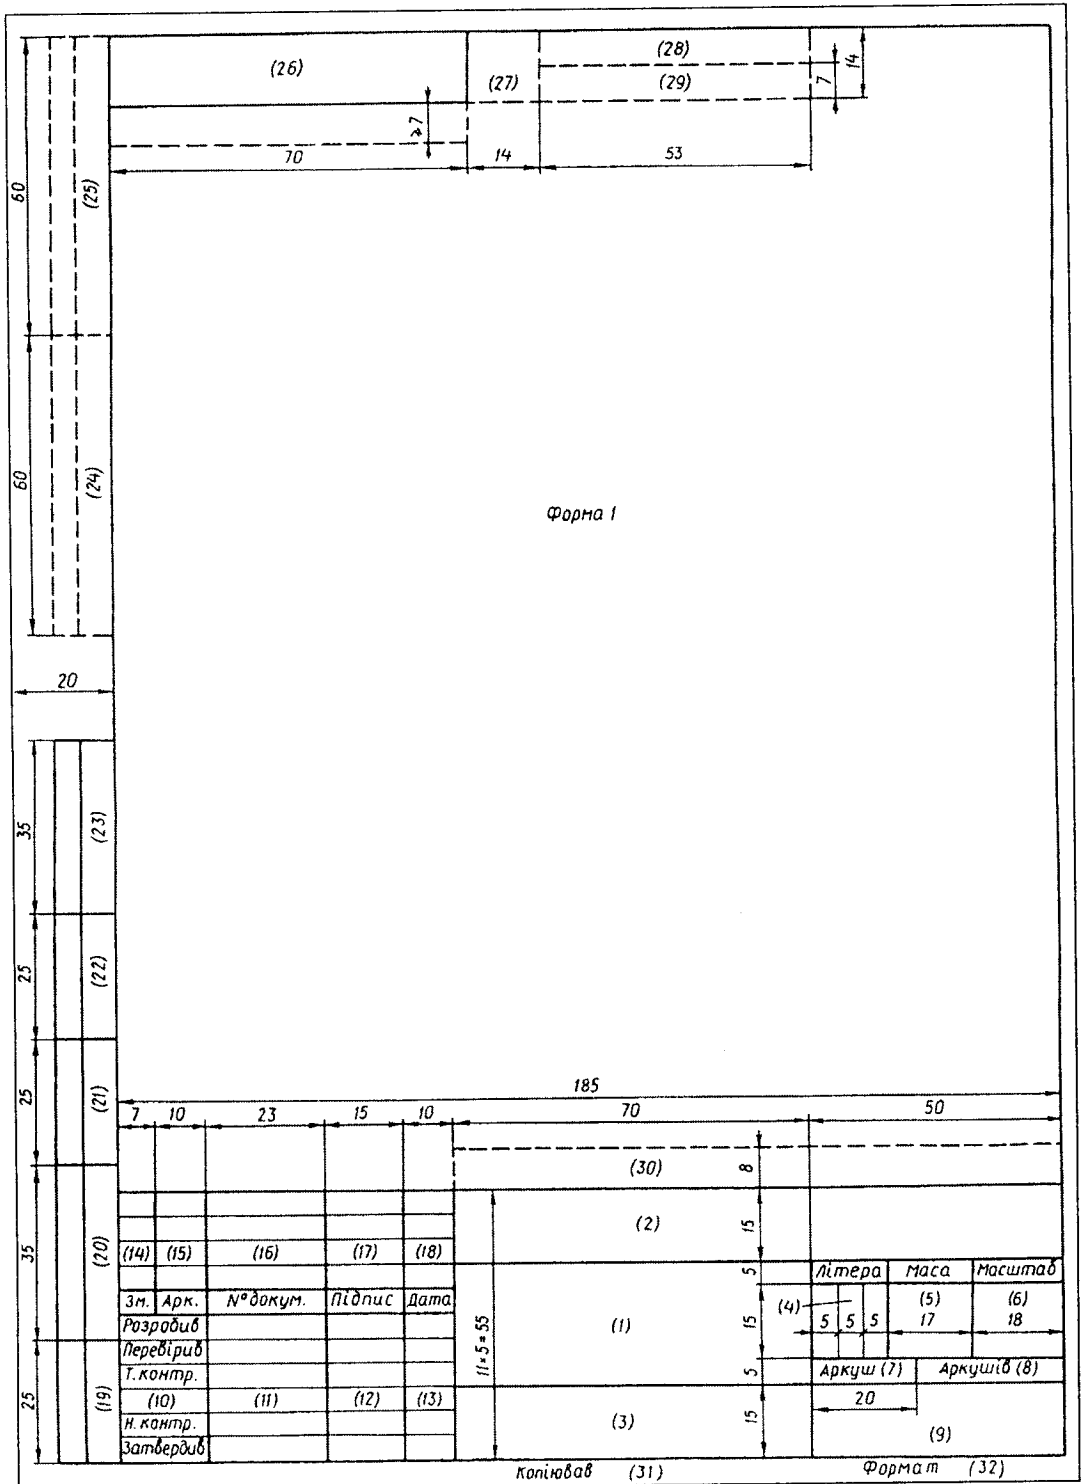 (26)
(27)
(28)
(29)
7
14
⩾7
70
14
53
60
(25)
60
(24)
Форма 1
20
35
(23)
25
(22)
25
(21)
185
7 10 23 15 10 70 50
(30)
8
(2)
15
35
(20)
(14) (15) (16) (17) (18)
5
Літера Маса Масштаб
Зм. Арк. № докум. Підпис Дата
(4) (5) (6)
5 5 5 17 18
15
(1)
11×5=55
Розробив
Перевірив
Т. контр.
5
Аркуш (7) Аркушів (8)
20
25
(19)
(10) (11) (12) (13)
(3)
15
(9)
Н. контр.
Затвердив
Копіював (31) Формат (32)